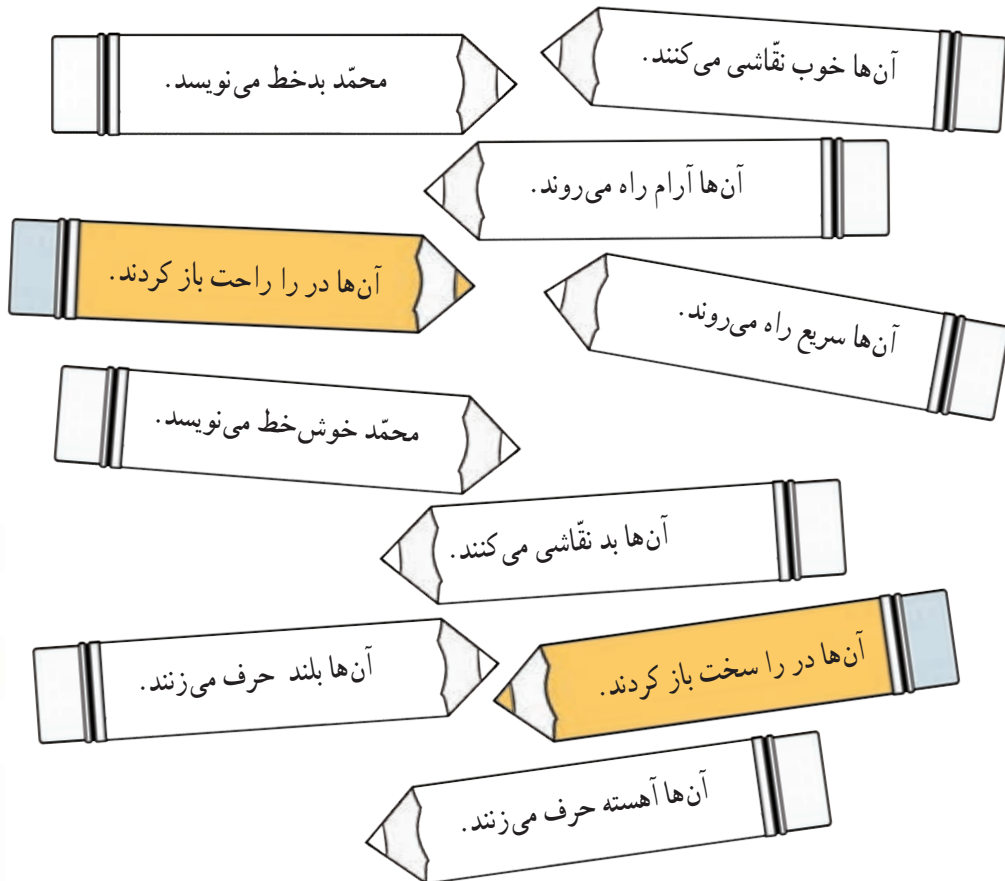 آن‌ها خوب نقّاشی می‌کنند.
محمّد بدخط می‌نویسد.
آن‌ها آرام راه می‌روند.
آن‌ها در را راحت باز کردند.
آن‌ها سریع راه می‌روند.
محمّد خوش‌خط می‌نویسد.
آن‌ها بد نقّاشی می‌کنند.
آن‌ها در را سخت باز کردند.
آن‌ها بلند حرف می‌زنند.
آن‌ها آهسته حرف می‌زنند.